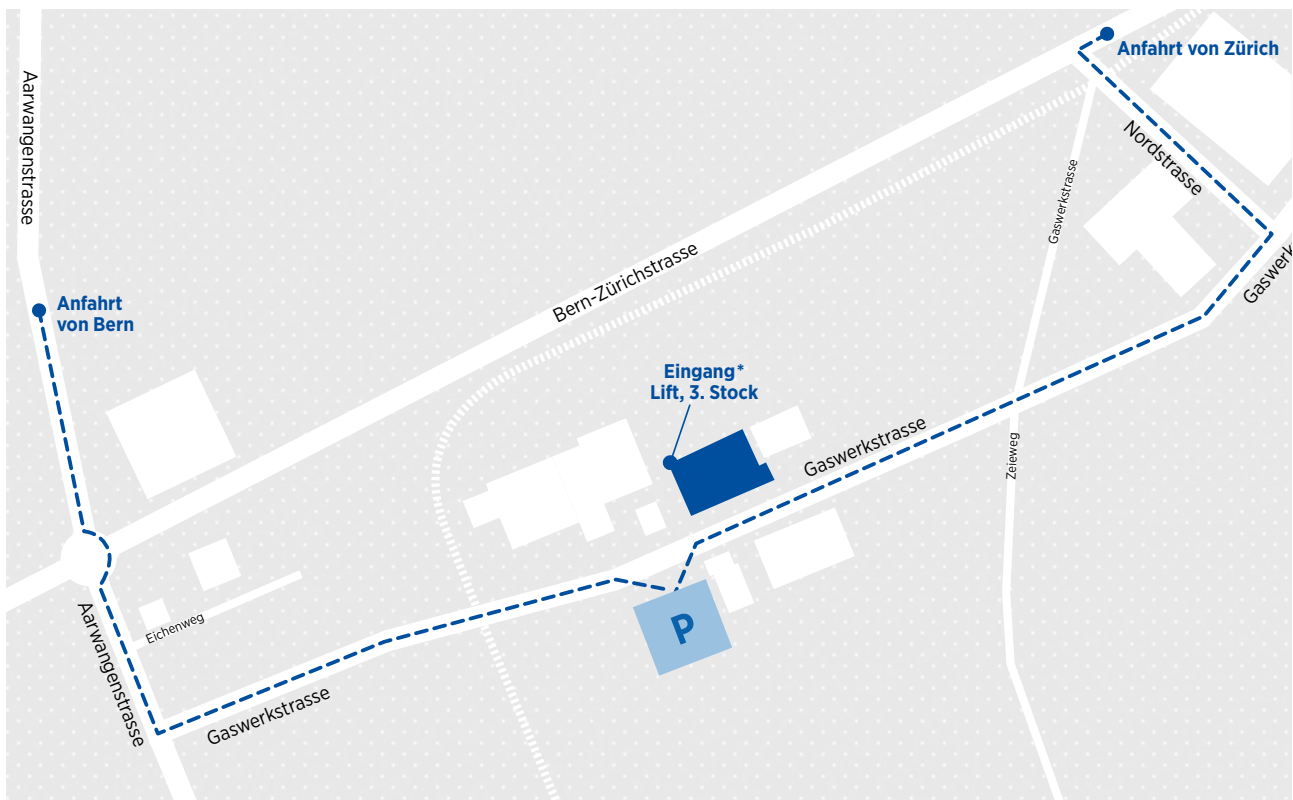 Anfahrt von Zürich
Aarwangenstrasse
Nordstrasse
Gaswerkstrasse
Bern-Zürichstrasse
Gaswerk
Anfahrt
von Bern
Eingang*
Lift, 3. Stock
Gaswerkstrasse
Zeieweg
Eichenweg
P
Aarwangenstrasse
Gaswerkstrasse